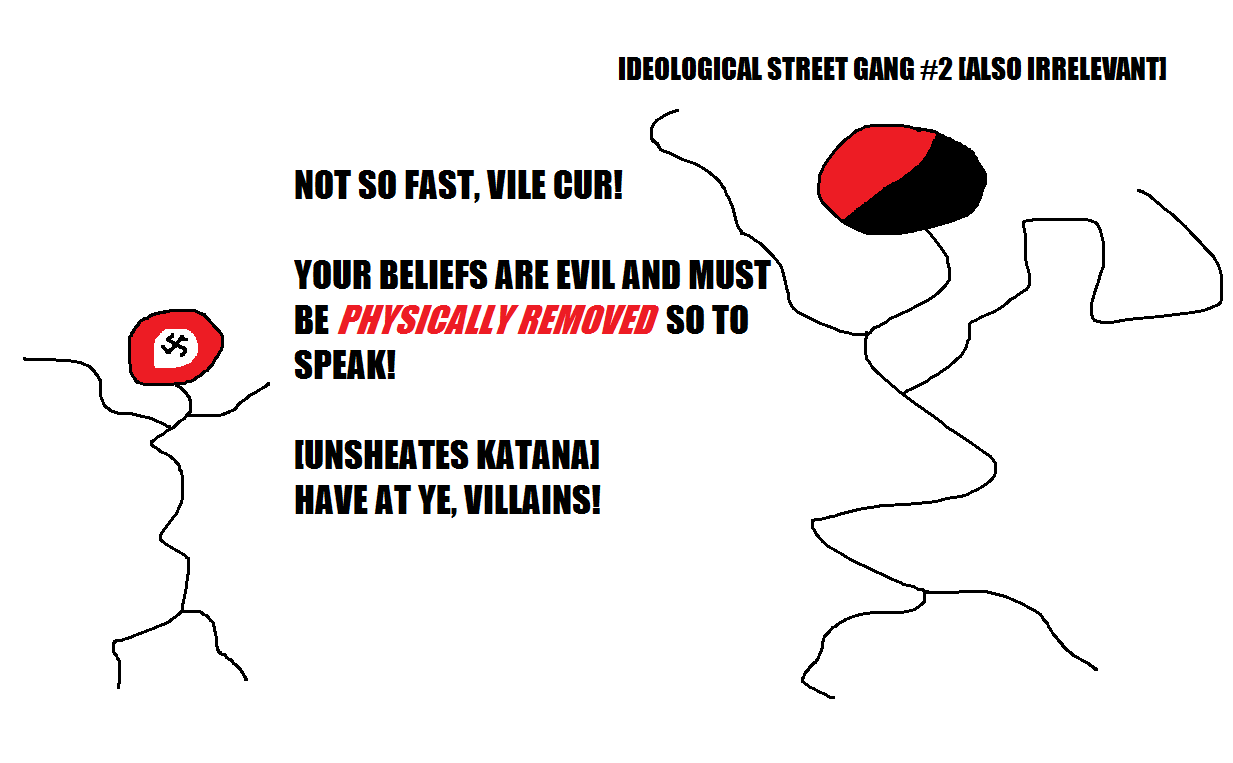 IDEOLOGICAL STREET GANG #2 [ALSO IRRELEVANT]
NOT SO FAST, VILE CUR!
YOUR BELIEFS ARE EVIL AND MUST
BE PHYSICALLY REMOVED SO TO
SPEAK!
[UNSHEATES KATANA]
HAVE AT YE, VILLAINS!